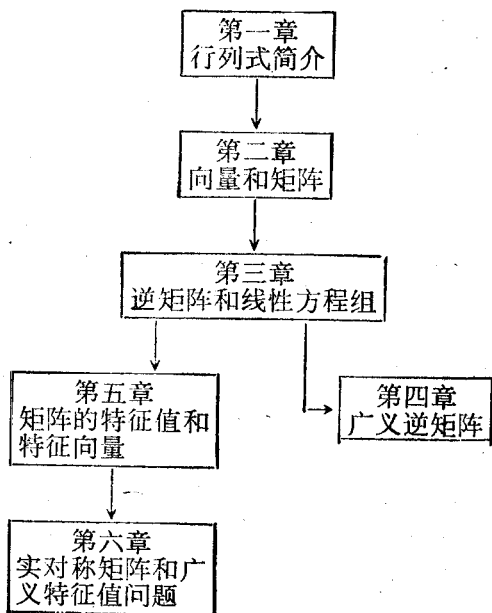 第一章
行列式简介
第二章
向量和矩阵
第三章
逆矩阵和线性方程组
第五章
矩阵的特征值和
特征向量
第四章
广义逆矩阵
第六章
实对称矩阵和广
义特征值问题